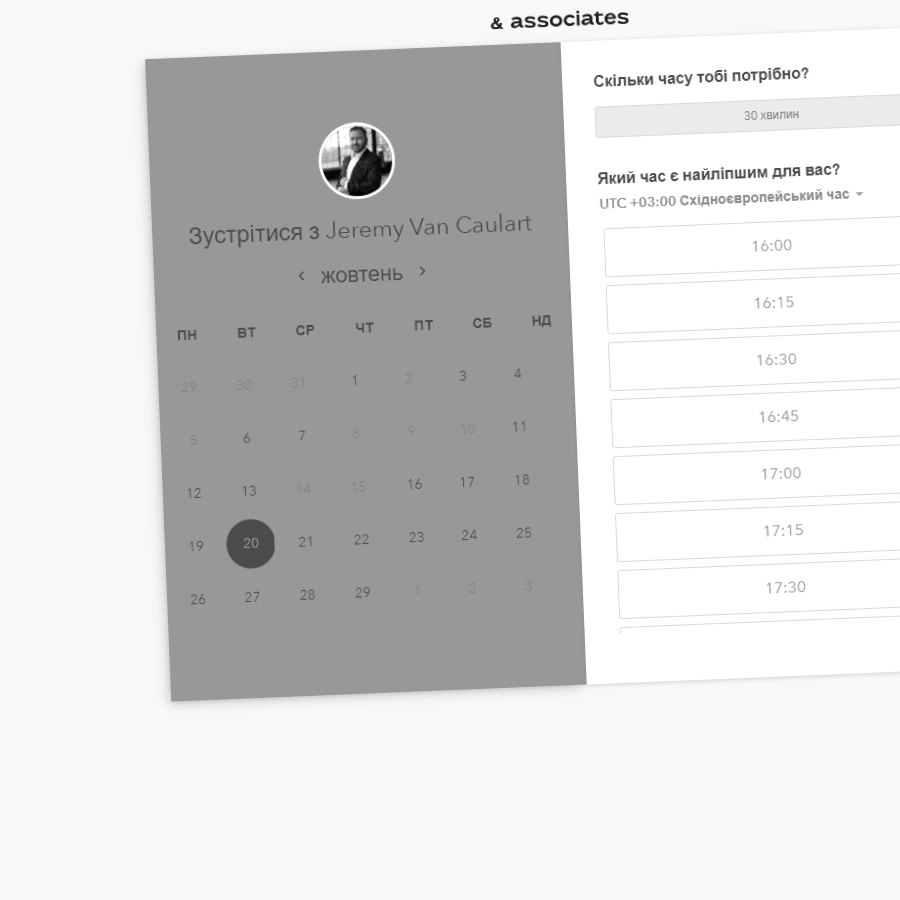 & associates
Зустрітися з Jeremy Van Caulart
жовтень
ПН ВТ СР ЧТ ПТ СБ НД
29 30 31 1 2 3 4
5 6 7 8 9 10 11
12 13 14 15 16 17 18
19 20 21 22 23 24 25
26 27 28 29 1 2 3
Скільки часу тобі потрібно?
30 хвилин
Який час є найліпшим для вас?
UTC +03:00 Східноєвропейський час
16:00
16:15
16:30
16:45
17:00
17:15
17:30